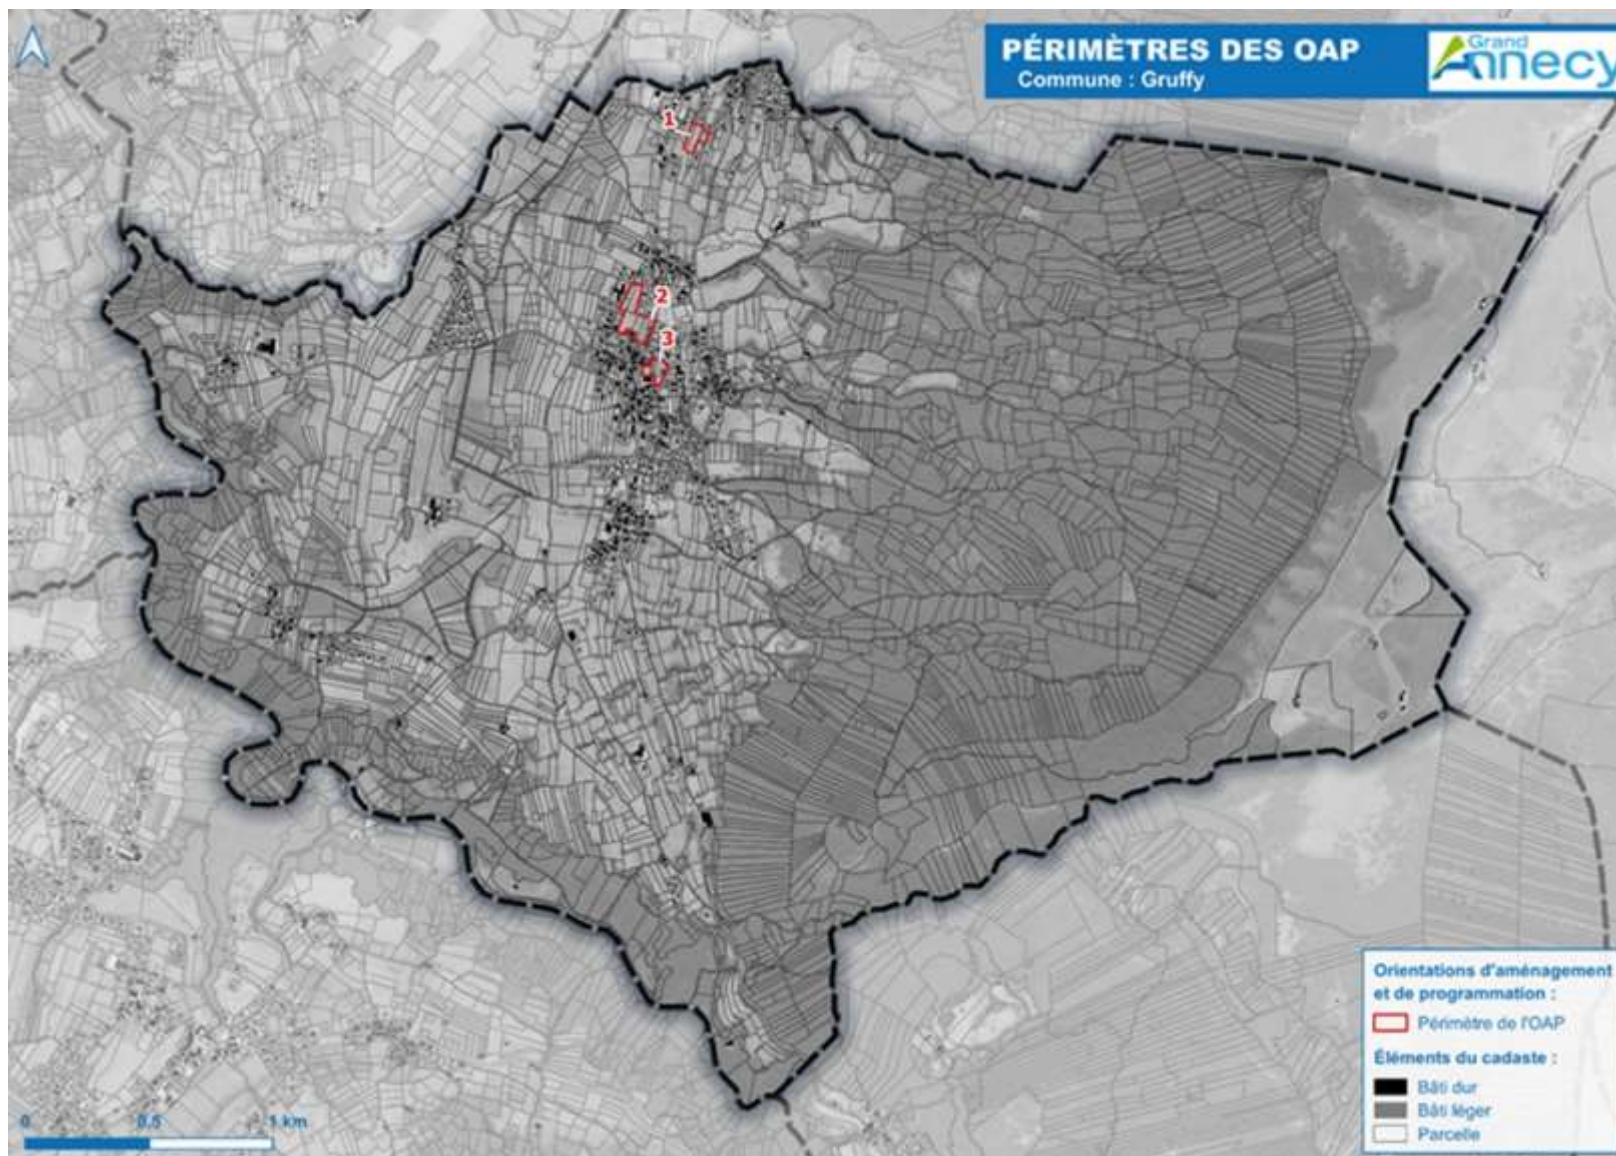 PÉRIMÈTRES DES OAP
Commune : Gruffy
Grand
Annecy
1
2
3
Orientations d'aménagement
et de programmation :
Périmètre de l'OAP
Éléments du cadaste :
Bâti dur
Bâti léger
Parcelle
0 0.5 1 km